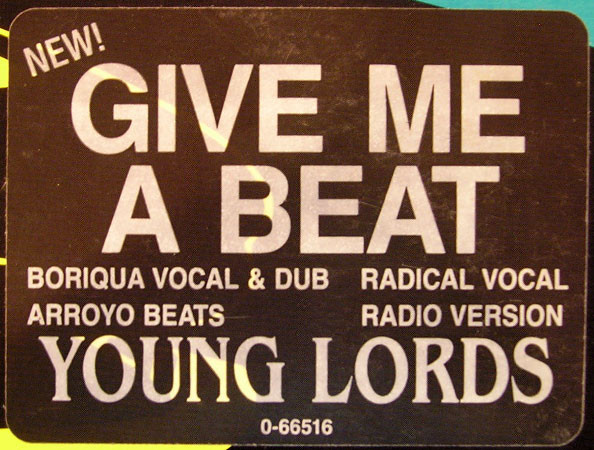 NEW!
GIVE ME
A BEAT
BORIQUA VOCAL & DUB RADICAL VOCAL
ARROYO BEATS RADIO VERSION
YOUNG LORDS
0-66516